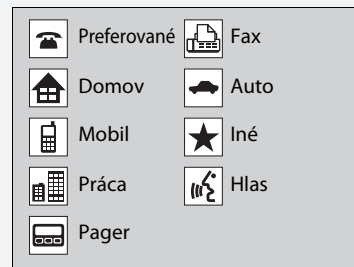 Preferované Fax
Domov Auto
Mobil Iné
Práca Hlas
Pager